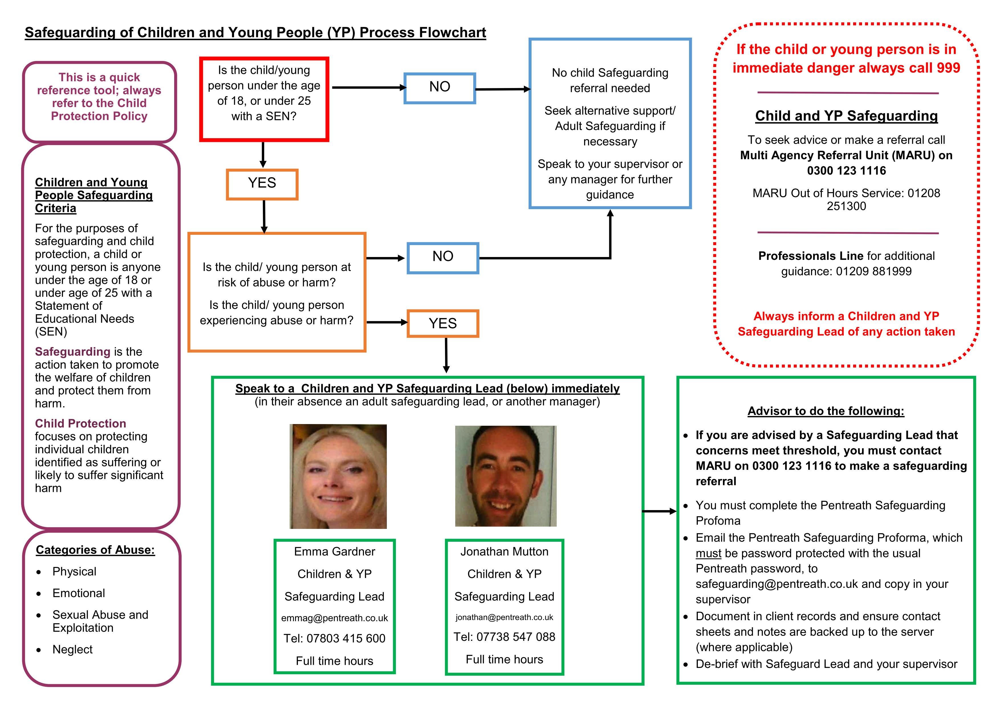 Safeguarding of Children and Young People (YP) Process Flowchart
This is a quick
reference tool; always
refer to the Child
Protection Policy
Children and Young
People Safeguarding
Criteria
For the purposes of
safeguarding and child
protection, a child or
young person is anyone
under the age of 18 or
under age of 25 with a
Statement of
Educational Needs
(SEN)
Safeguarding is the
action taken to promote
the welfare of children
and protect them from
harm.
Child Protection
focuses on protecting
individual children
identified as suffering or
likely to suffer significant
harm
Categories of Abuse:
• Physical
• Emotional
• Sexual Abuse and
Exploitation
• Neglect
Is the child/young
person under the age
of 18, or under 25
with a SEN?
NO
No child Safeguarding
referral needed
Seek alternative support/
Adult Safeguarding if
necessary
Speak to your supervisor or
any manager for further
guidance
YES
Is the child/ young person at
risk of abuse or harm?
Is the child/ young person
experiencing abuse or harm?
NO
YES
If the child or young person is in
immediate danger always call 999
Child and YP Safeguarding
To seek advice or make a referral call
Multi Agency Referral Unit (MARU) on
0300 123 1116
MARU Out of Hours Service: 01208
251300
Professionals Line for additional
guidance: 01209 881999
Always inform a Children and YP
Safeguarding Lead of any action taken
Speak to a  Children and YP Safeguarding Lead (below) immediately
(in their absence an adult safeguarding lead, or another manager)
Emma Gardner
Children & YP
Safeguarding Lead
emmag@pentreath.co.uk
Tel: 07803 415 600
Full time hours
Jonathan Mutton
Children & YP
Safeguarding Lead
jonathan@pentreath.co.uk
Tel: 07738 547 088
Full time hours
Advisor to do the following:
• If you are advised by a Safeguarding Lead that
concerns meet threshold, you must contact
MARU on 0300 123 1116 to make a safeguarding
referral
• You must complete the Pentreath Safeguarding
Profoma
• Email the Pentreath Safeguarding Proforma, which
must be password protected with the usual
Pentreath password, to
safeguarding@pentreath.co.uk and copy in your
supervisor
• Document in client records and ensure contact
sheets and notes are backed up to the server
(where applicable)
• De-brief with Safeguard Lead and your supervisor